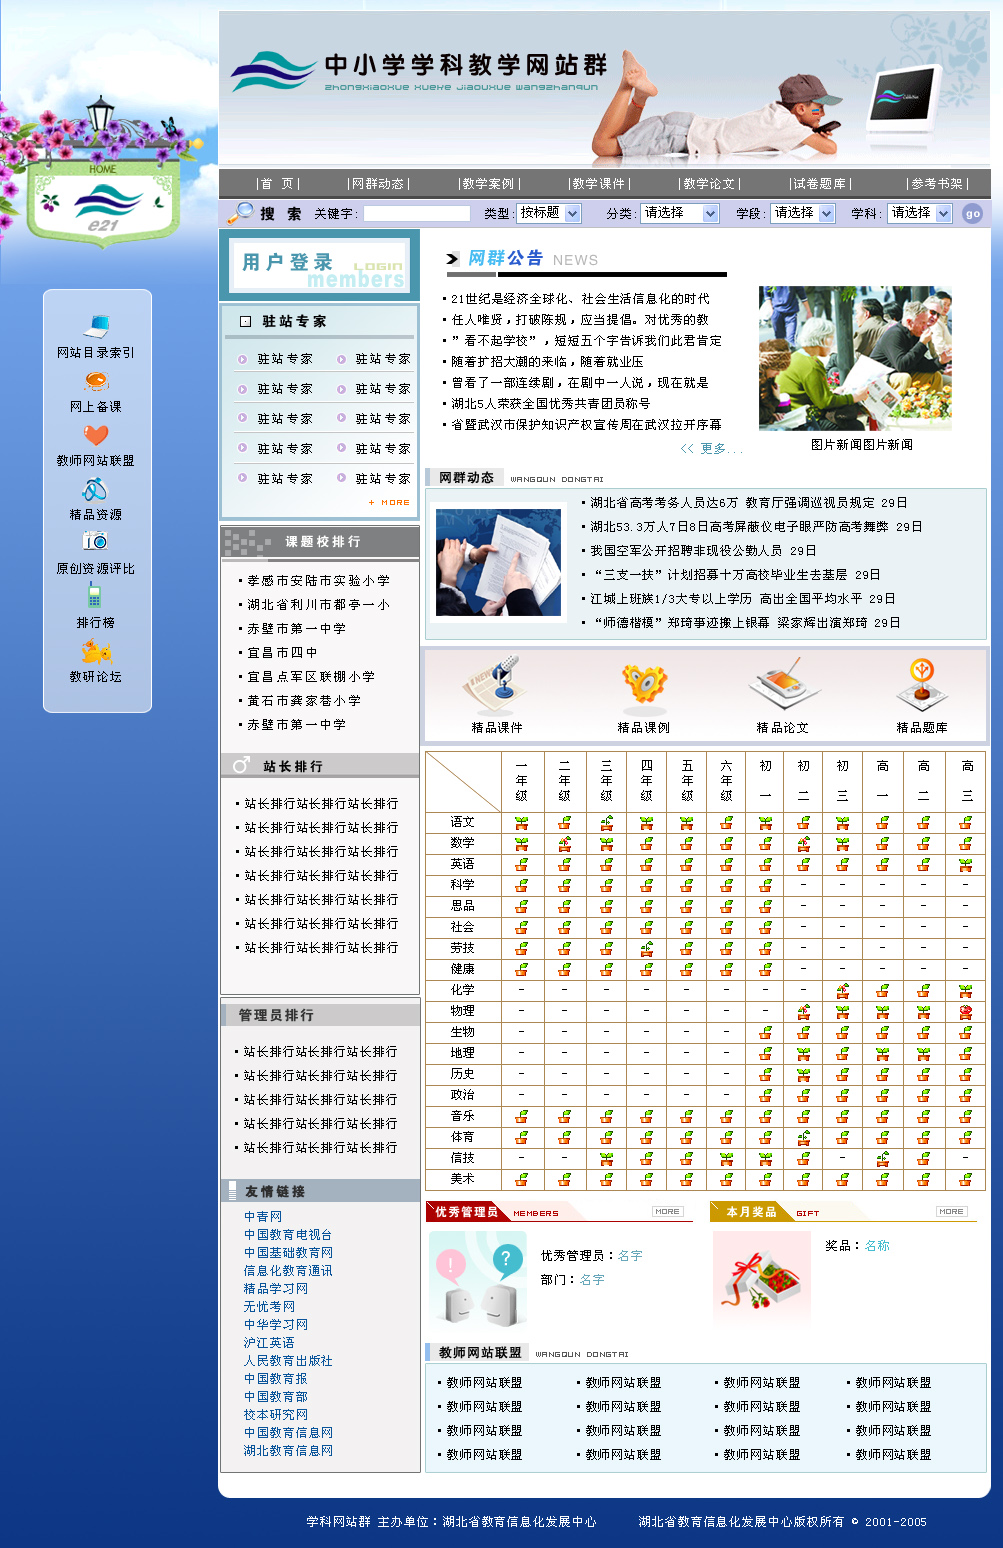 中小学学科教学网站群
zhongxiaoxue xueke jiaouxue wangzhanqun
HOME
e21
|首 页|
|网群动态|
|教学案例|
|教学课件|
|教学论文|
|试卷题库|
|参考书架|
搜 索 关键字: 类型: 按标题 分类: 请选择 学段: 请选择 学科: 请选择 go
网站目录索引
网上备课
教师网站联盟
精品资源
原创资源评比
排行榜
教研论坛
用户登录 LOGIN
members
驻站专家
驻站专家 驻站专家
驻站专家 驻站专家
驻站专家 驻站专家
驻站专家 驻站专家
驻站专家 驻站专家
+ MORE
网群公告 NEWS
21世纪是经济全球化、社会生活信息化的时代
任人唯贤，打破陈规，应当提倡。对优秀的教
”看不起学校”，短短五个字告诉我们此君肯定
随着扩招大潮的来临，随着就业压
曾看了一部连续剧，在剧中一人说，现在就是
湖北5人荣获全国优秀共青团员称号
省暨武汉市保护知识产权宣传周在武汉拉开序幕
<< 更多...
图片新闻图片新闻
网群动态 WANGQUN DONGTAI
湖北省高考考务人员达6万 教育厅强调巡视员规定 29日
湖北53.3万人7日8日高考屏蔽仪电子眼严防高考舞弊 29日
我国空军公开招聘非现役公勤人员 29日
“三支一扶”计划招募十万高校毕业生去基层 29日
江城上班族1/3大专以上学历 高出全国平均水平 29日
“师德楷模”郑琦事迹搬上银幕 梁家辉出演郑琦 29日
课题校排行
孝感市安陆市实验小学
湖北省利川市都亭一小
赤壁市第一中学
宜昌市四中
宜昌点军区联棚小学
黄石市龚家巷小学
赤壁市第一中学
站长排行
站长排行站长排行站长排行
站长排行站长排行站长排行
站长排行站长排行站长排行
站长排行站长排行站长排行
站长排行站长排行站长排行
站长排行站长排行站长排行
站长排行站长排行站长排行
管理员排行
站长排行站长排行站长排行
站长排行站长排行站长排行
站长排行站长排行站长排行
站长排行站长排行站长排行
站长排行站长排行站长排行
友情链接
中青网
中国教育电视台
中国基础教育网
信息化教育通讯
精品学习网
无忧考网
中华学习网
沪江英语
人民教育出版社
中国教育报
中国教育部
校本研究网
中国教育信息网
湖北教育信息网
NEWS
精品课件 精品课例 精品论文 精品题库
一年级 二年级 三年级 四年级 五年级 六年级 初一 初二 初三 高一 高二 高三
语文
数学
英语
科学 - - - - -
思品 - - - - -
社会 - - - - -
劳技 - - - - -
健康 - - - - -
化学 - - - - - - - -
物理 - - - - - - -
生物 - - - - - -
地理 - - - - - -
历史 - - - - - -
政治 - - - - - -
音乐
体育
信技 - - - -
美术
优秀管理员 MEMBERS MORE
! ?
优秀管理员：名字
部门：名字
本月奖品 GIFT MORE
奖品：名称
教师网站联盟 WANGQUN DONGTAI
教师网站联盟 教师网站联盟 教师网站联盟 教师网站联盟
教师网站联盟 教师网站联盟 教师网站联盟 教师网站联盟
教师网站联盟 教师网站联盟 教师网站联盟 教师网站联盟
教师网站联盟 教师网站联盟 教师网站联盟 教师网站联盟
学科网站群 主办单位：湖北省教育信息化发展中心 湖北省教育信息化发展中心版权所有 © 2001-2005